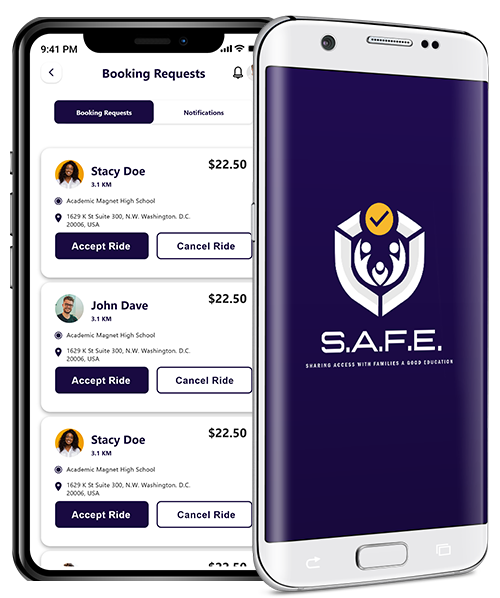 9:41 PM
Booking Requests
Booking Requests
Notifications
Stacy Doe
$22.50
3.1 KM
Academic Magnet High School
1629 K St Suite 300, N.W. Washington. D.C.
20006, USA
Accept Ride
Cancel Ride
John Dave
$22.50
3.1 KM
Academic Magnet High School
1629 K St Suite 300, N.W. Washington. D.C.
20006, USA
Accept Ride
Cancel Ride
Stacy Doe
$22.50
3.1 KM
Academic Magnet High School
1629 K St Suite 300, N.W. Washington. D.C.
20006, USA
Accept Ride
Cancel Ride
S.A.F.E.
SHARING ACCESS WITH FAMILIES A GOOD EDUCATION